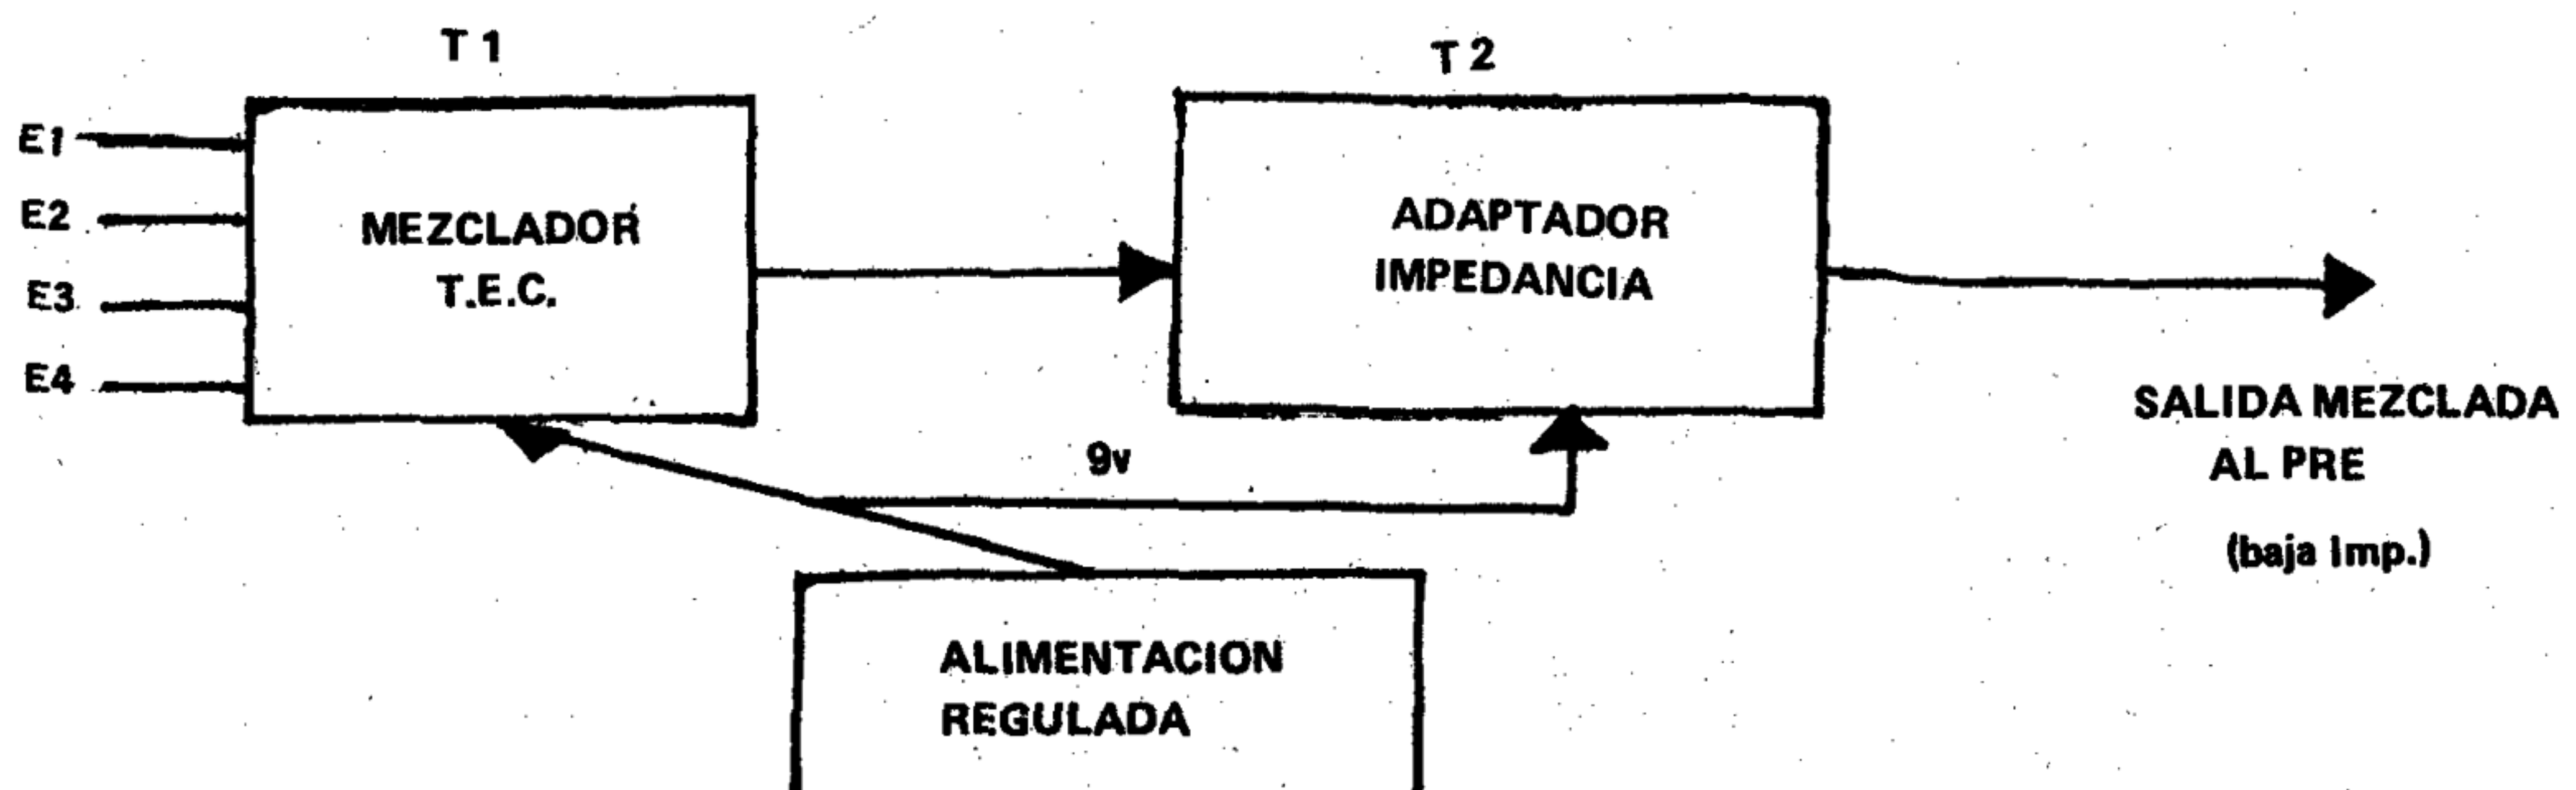 T 1
T 2
E1
E2
E3
E4
MEZCLADOR
T.E.C.
ADAPTADOR
IMPEDANCIA
SALIDA MEZCLADA
AL PRE
(baja Imp.)
9v
ALIMENTACION
REGULADA